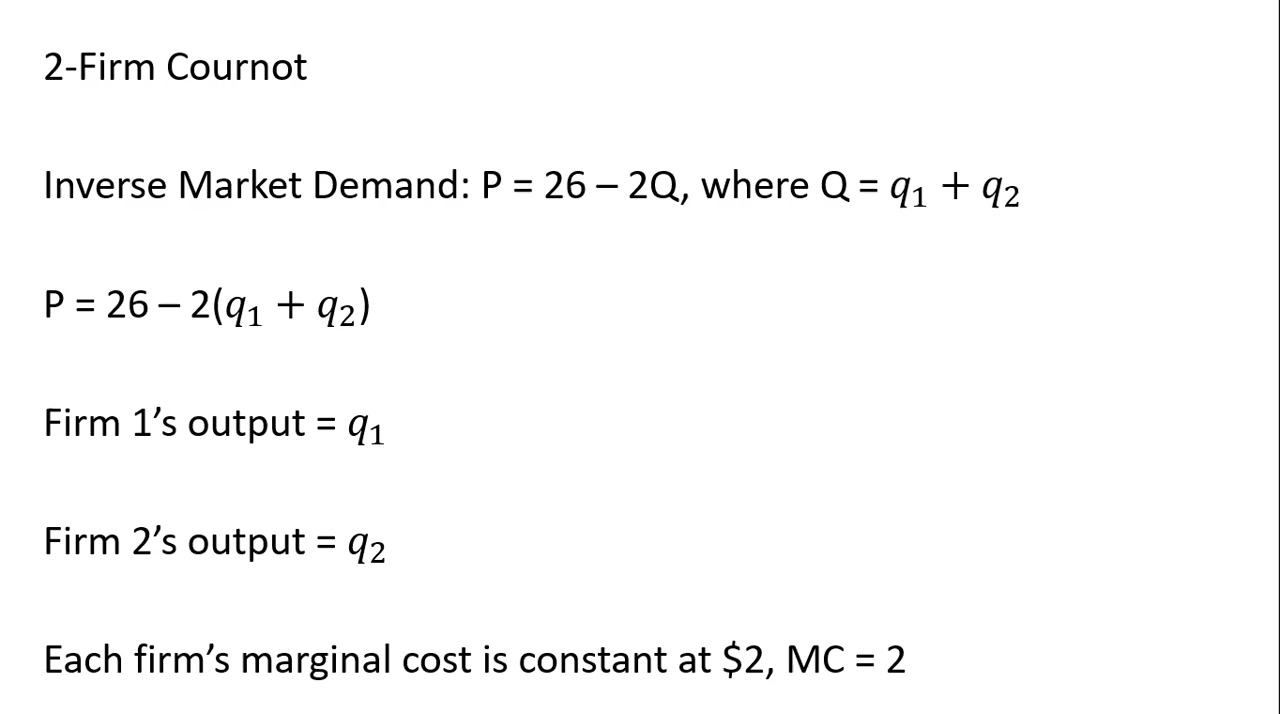 2-Firm Cournot
Inverse Market Demand: P = 26 – 2Q, where Q = 𝑞₁ + 𝑞₂
P = 26 – 2(𝑞₁ + 𝑞₂)
Firm 1’s output = 𝑞₁
Firm 2’s output = 𝑞₂
Each firm’s marginal cost is constant at $2, MC = 2